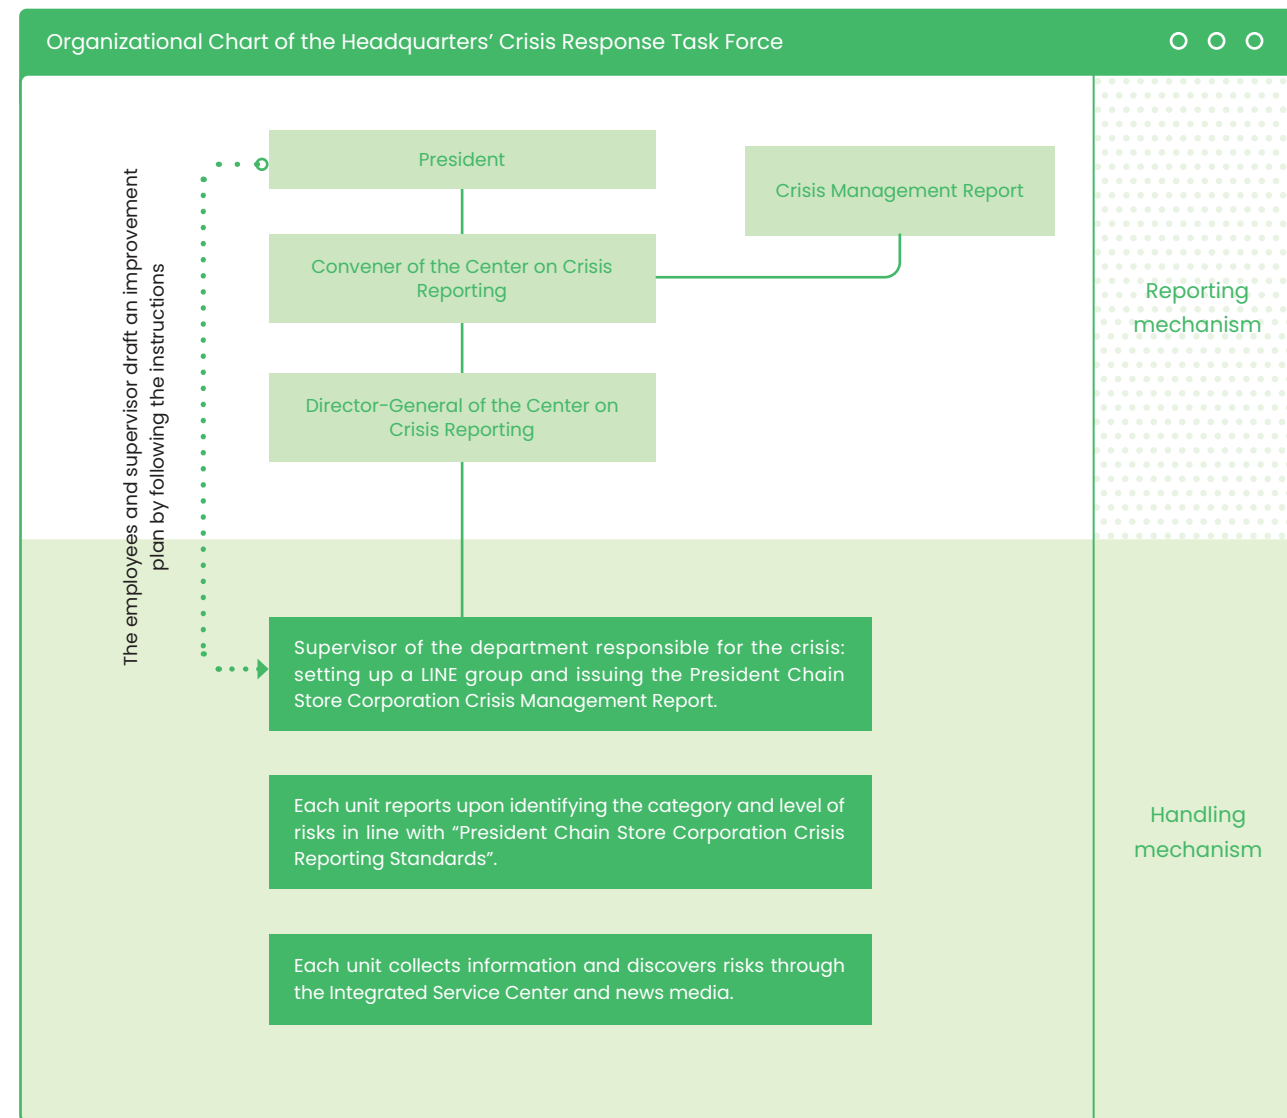 Organizational Chart of the Headquarters’ Crisis Response Task Force
President
Crisis Management Report
Convener of the Center on Crisis
Reporting
Director-General of the Center on
Crisis Reporting
Reporting
mechanism
The employees and supervisor draft an improvement
plan by following the instructions
Supervisor of the department responsible for the crisis:
setting up a LINE group and issuing the President Chain
Store Corporation Crisis Management Report.
Each unit reports upon identifying the category and level of
risks in line with “President Chain Store Corporation Crisis
Reporting Standards”.
Each unit collects information and discovers risks through
the Integrated Service Center and news media.
Handling
mechanism